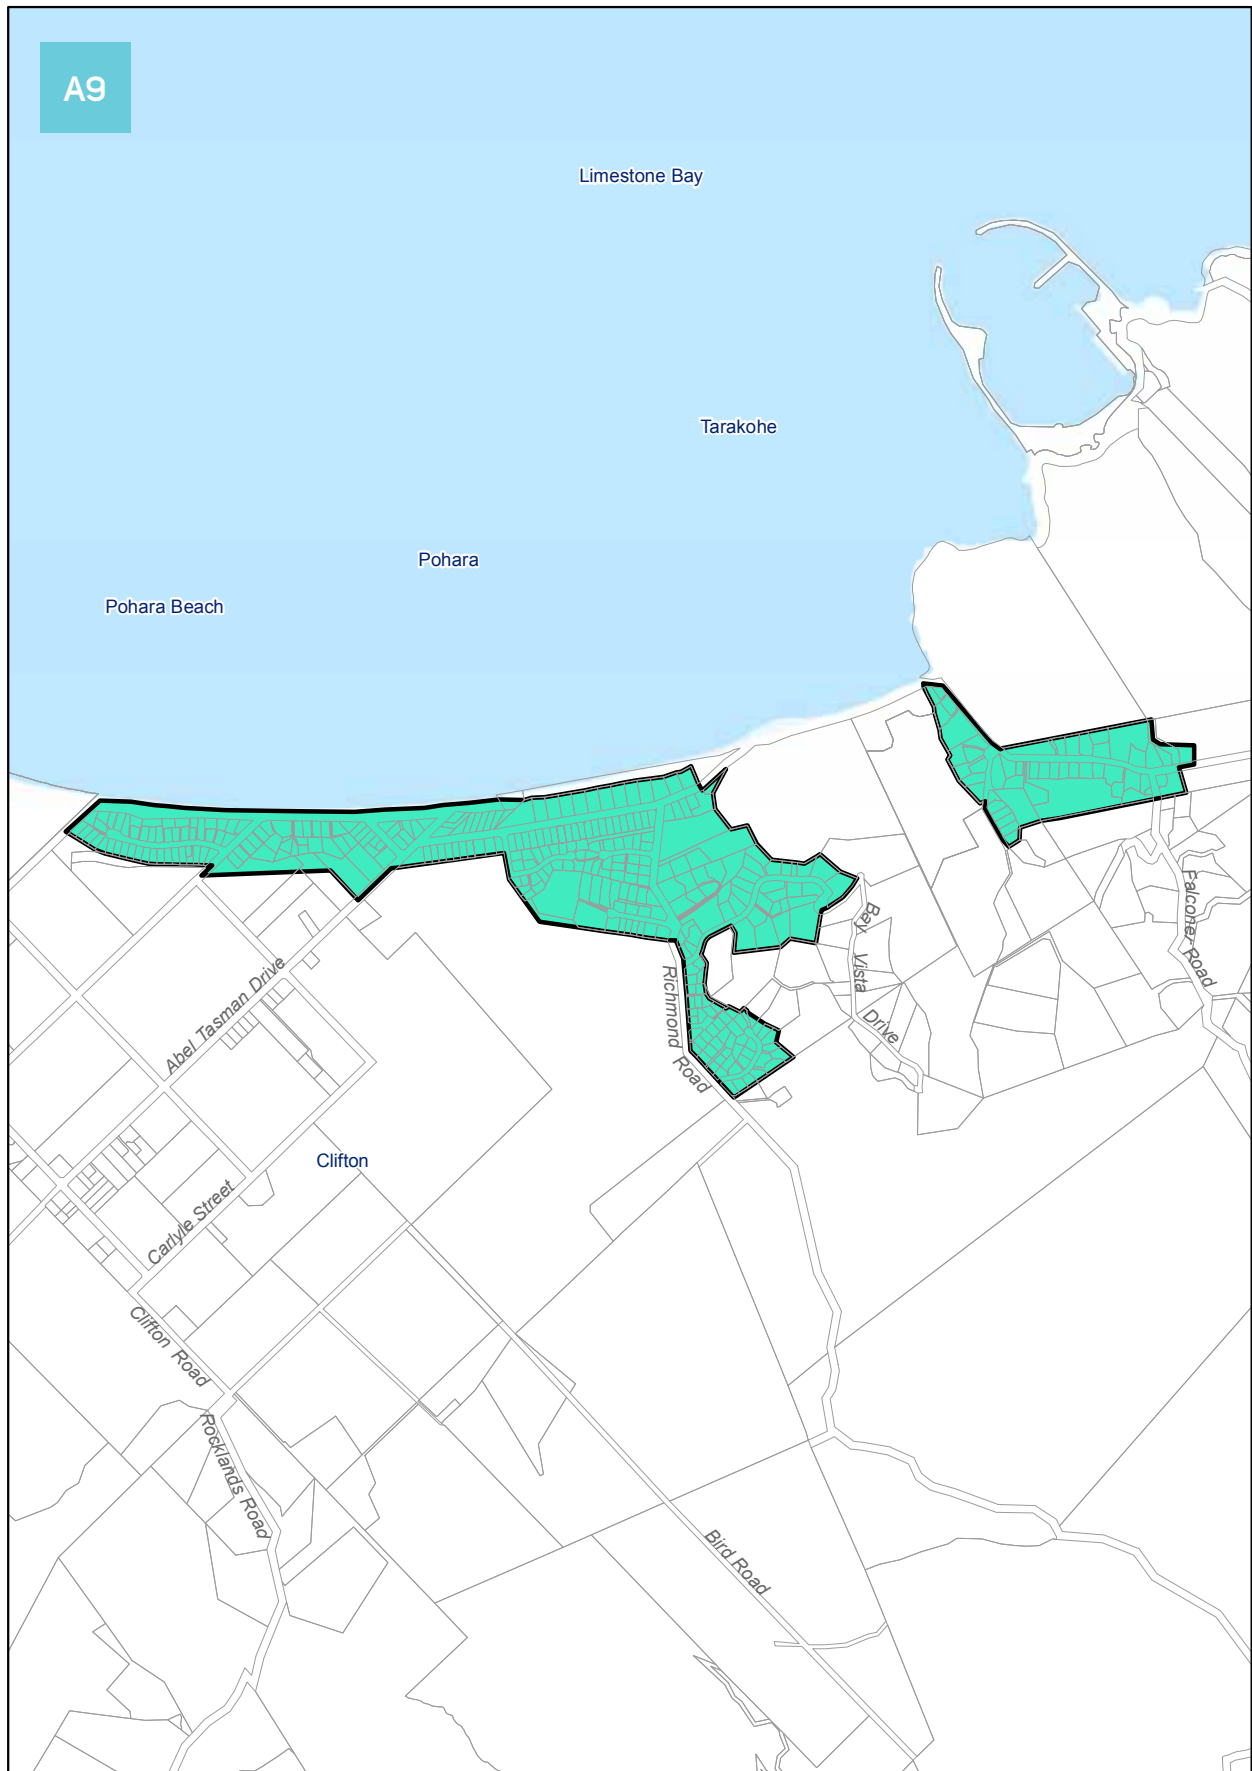 A9
Limestone Bay
Tarakohe
Pohara
Pohara Beach
Bay Vista Drive
Falconer Road
Abel Tasman Drive
Richmond Road
Clifton
Carlyle Street
Clifton Road
Rocklands Road
Bird Road